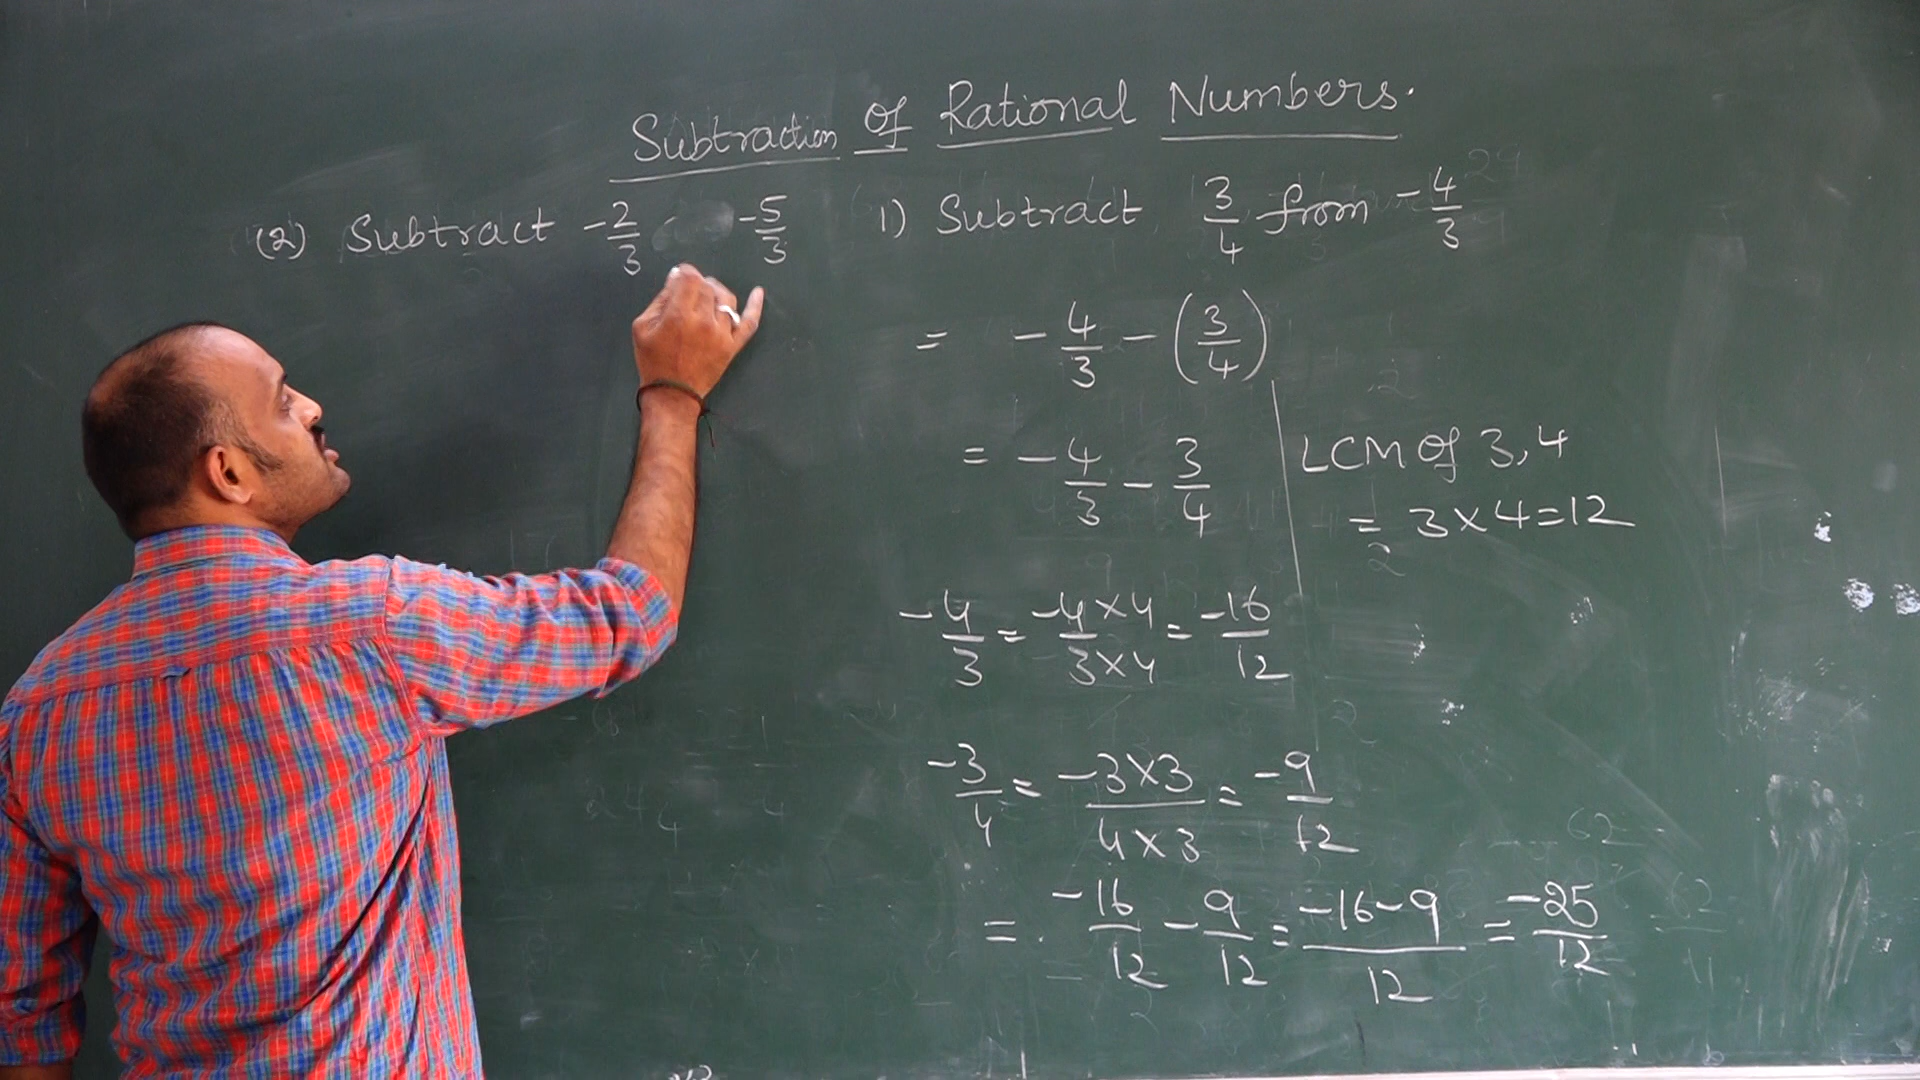 Subtraction of Rational Numbers.
1) Subtract 3/4 from -4/3
= -4/3 - (3/4)
= -4/3 - 3/4
LCM of 3,4
= 3×4=12
-4/3 = -4×4/3×4 = -16/12
-3/4 = -3×3/4×3 = -9/12
= -16/12 - 9/12 = -16-9/12 = -25/12
(2) Subtract -2/3 -5/3